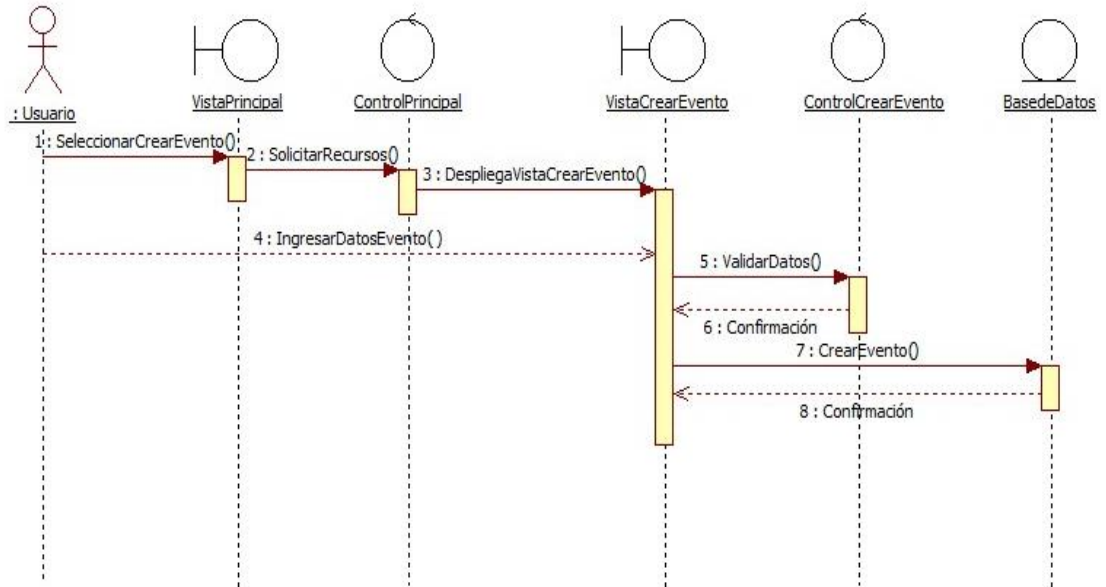 : Usuario
VistaPrincipal
ControlPrincipal
VistaCrearEvento
ControlCrearEvento
BasedeDatos
1 : SeleccionarCrearEvento()
2 : SolicitarRecursos()
3 : DespliegaVistaCrearEvento()
4 : IngresarDatosEvento()
5 : ValidarDatos()
6 : Confirmación
7 : CrearEvento()
8 : Confirmación